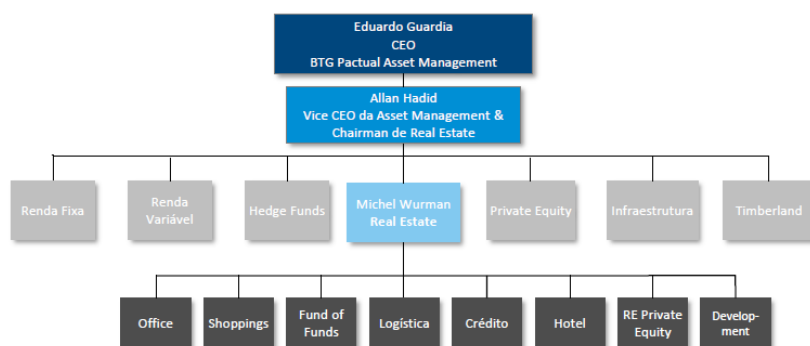 Eduardo Guardia
CEO
BTG Pactual Asset Management
Allan Hadid
Vice CEO da Asset Management &
Chairman de Real Estate
Renda Fixa
Renda
Variável
Hedge Funds
Michel Wurman
Real Estate
Private Equity
Infraestrutura
Timberland
Office
Shoppings
Fund of
Funds
Logística
Crédito
Hotel
RE Private
Equity
Develop-
ment